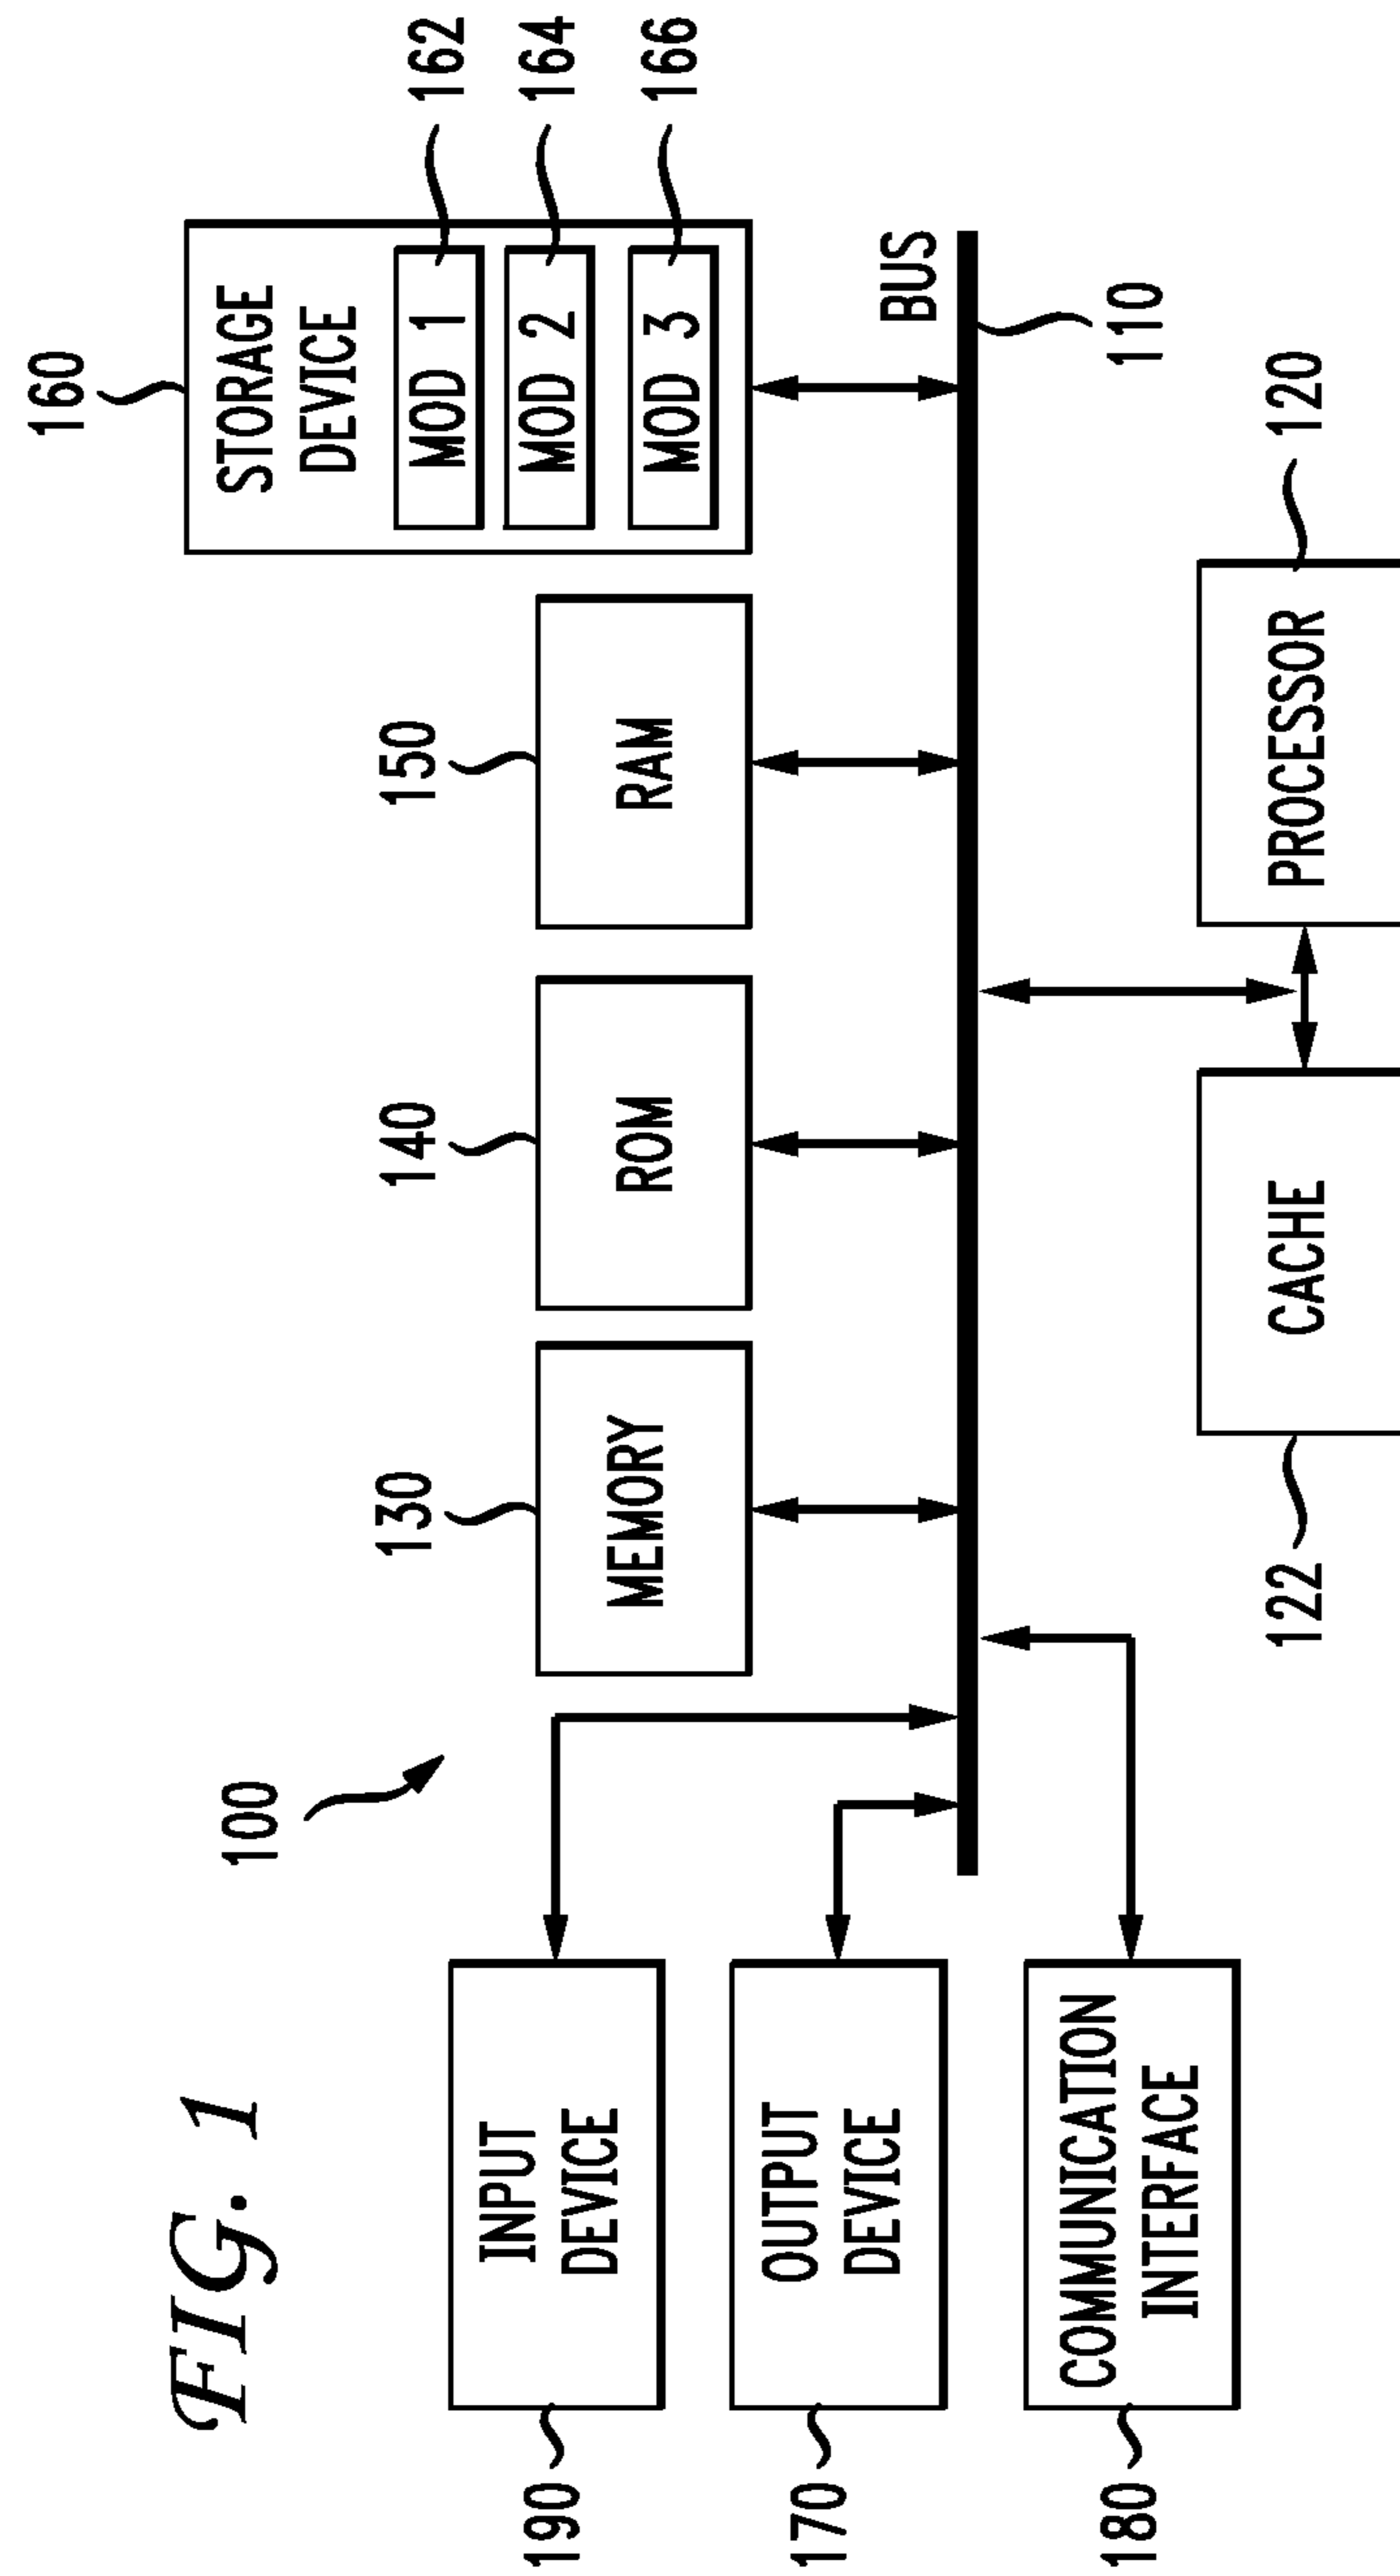 FIG. 1
100
160
STORAGE
DEVICE
MOD 1
162
MOD 2
164
MOD 3
166
130
140
150
MEMORY
ROM
RAM
190
INPUT
DEVICE
170
OUTPUT
DEVICE
BUS
110
180
COMMUNICATION
INTERFACE
122
CACHE
PROCESSOR
120